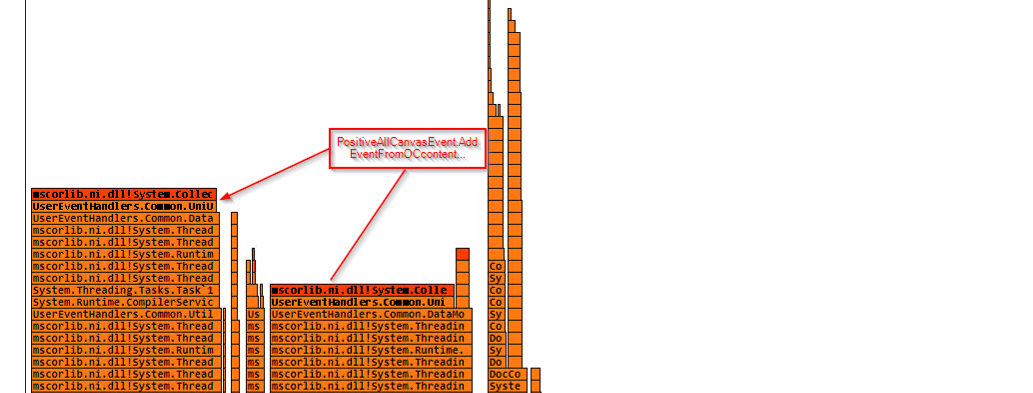 PositiveAllCanvasEvent.Add
EventFromOCcontent...
mscorlib.ni.dll!System.Collec
UserEventHandlers.Common.UniU
UserEventHandlers.Common.Data
mscorlib.ni.dll!System.Thread
mscorlib.ni.dll!System.Thread
mscorlib.ni.dll!System.Runtim
mscorlib.ni.dll!System.Thread
mscorlib.ni.dll!System.Thread
System.Threading.Tasks.Task`1
System.Runtime.CompilerServic
UserEventHandlers.Common.Util
mscorlib.ni.dll!System.Thread
mscorlib.ni.dll!System.Thread
mscorlib.ni.dll!System.Runtim
mscorlib.ni.dll!System.Thread
mscorlib.ni.dll!System.Thread
mscorlib.ni.dll!System.Thread
Us
ms
ms
ms
ms
ms
ms
mscorlib.ni.dll!System.Colle
UserEventHandlers.Common.Uni
UserEventHandlers.Common.DataMo
mscorlib.ni.dll!System.Threadin
mscorlib.ni.dll!System.Threadin
mscorlib.ni.dll!System.Runtime.
mscorlib.ni.dll!System.Threadin
mscorlib.ni.dll!System.Threadin
mscorlib.ni.dll!System.Threadin
Co
Sy
Co
Co
Sy
Co
Do
Sy
Do
DocCo
Syste